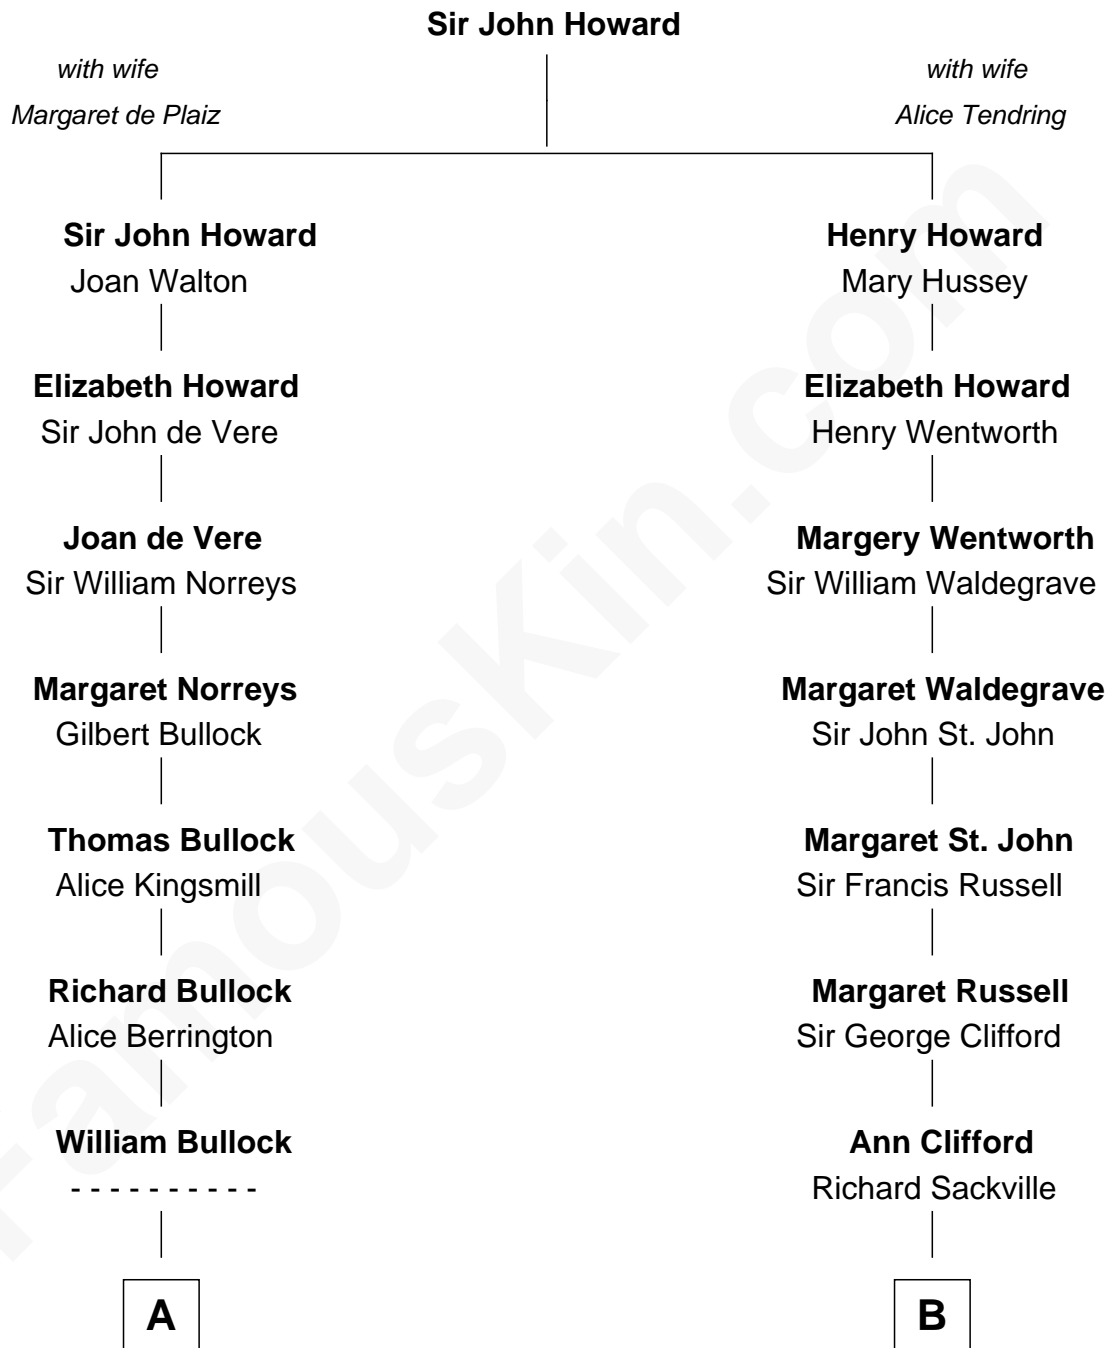 Sir John Howard
with wife
Margaret de Plaiz
with wife
Alice Tendring
Sir John Howard
Joan Walton
Henry Howard
Mary Hussey
Elizabeth Howard
Sir John de Vere
Elizabeth Howard
Henry Wentworth
Joan de Vere
Sir William Norreys
Margery Wentworth
Sir William Waldegrave
Margaret Norreys
Gilbert Bullock
Margaret Waldegrave
Sir John St. John
Thomas Bullock
Alice Kingsmill
Margaret St. John
Sir Francis Russell
Richard Bullock
Alice Berrington
Margaret Russell
Sir George Clifford
William Bullock
- - - - - - - - - -
Ann Clifford
Richard Sackville
A
B
FamousKin.com